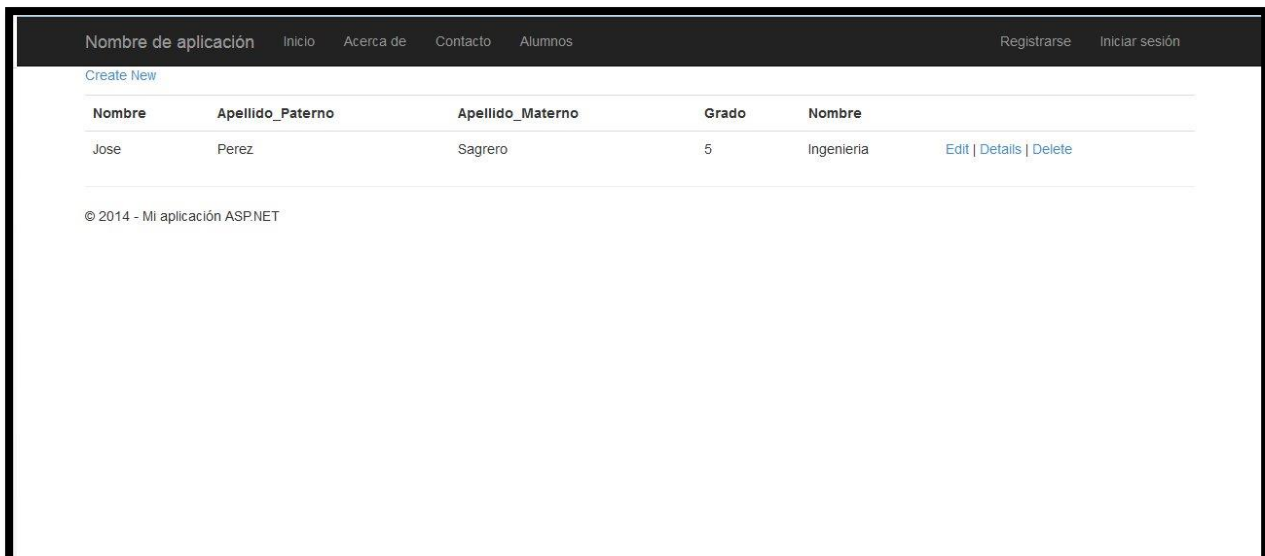 Nombre de aplicación Inicio Acerca de Contacto Alumnos Registrarse Iniciar sesión
Create New
Nombre Apellido_Paterno Apellido_Materno Grado Nombre
Jose Perez Sagrero 5 Ingenieria Edit | Details | Delete
© 2014 - Mi aplicación ASP.NET